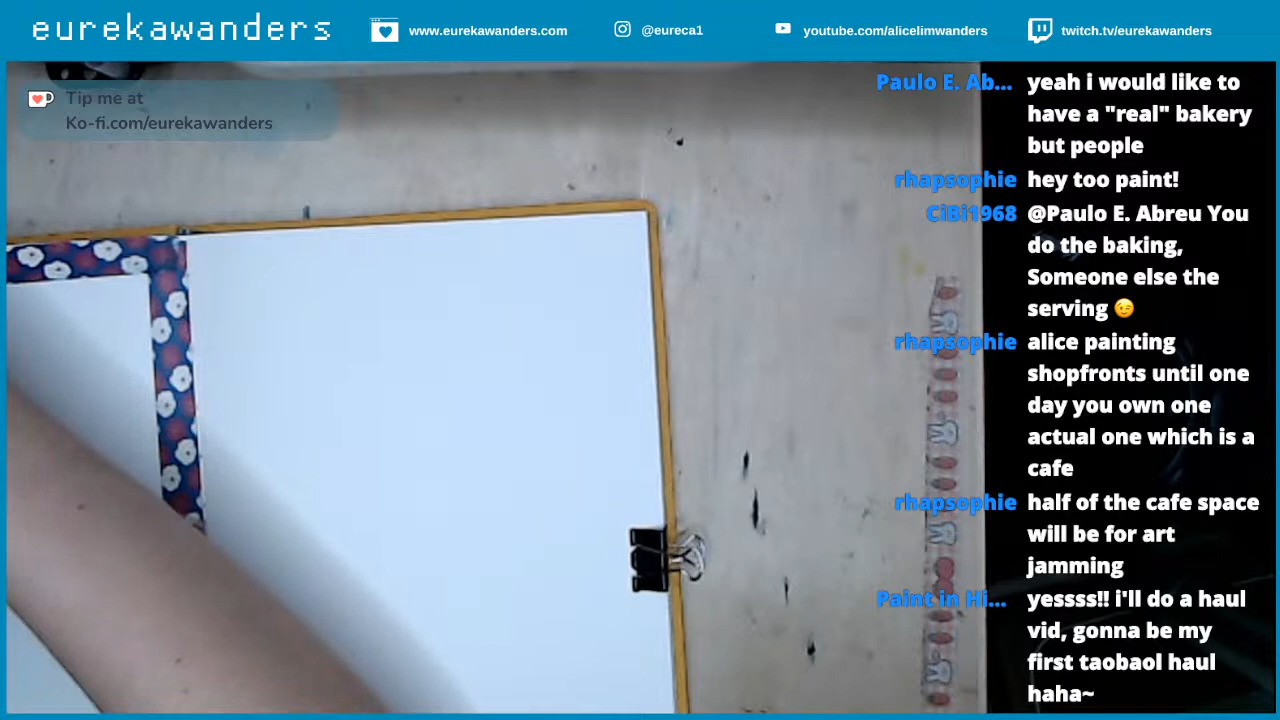 eurekawanders
www.eurekawanders.com
@eureca1
youtube.com/alicelimwanders
twitch.tv/eurekawanders
Tip me at
Ko-fi.com/eurekawanders
Paulo E. Ab... yeah i would like to
have a "real" bakery
but people
rhapsophie hey too paint!
CiBi1968 @Paulo E. Abreu You
do the baking,
Someone else the
serving 😉
rhapsophie alice painting
shopfronts until one
day you own one
actual one which is a
cafe
rhapsophie half of the cafe space
will be for art
jamming
Paint in Hi... yessss!! i'll do a haul
vid, gonna be my
first taobaol haul
haha~